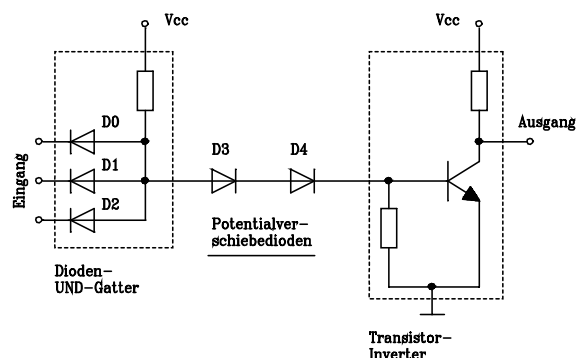 Vcc
Vcc
D0
Ausgang
D3
D4
D1
Eingang
D2
Potentialver-
schiebedioden
Dioden-
UND-Gatter
Transistor-
Inverter